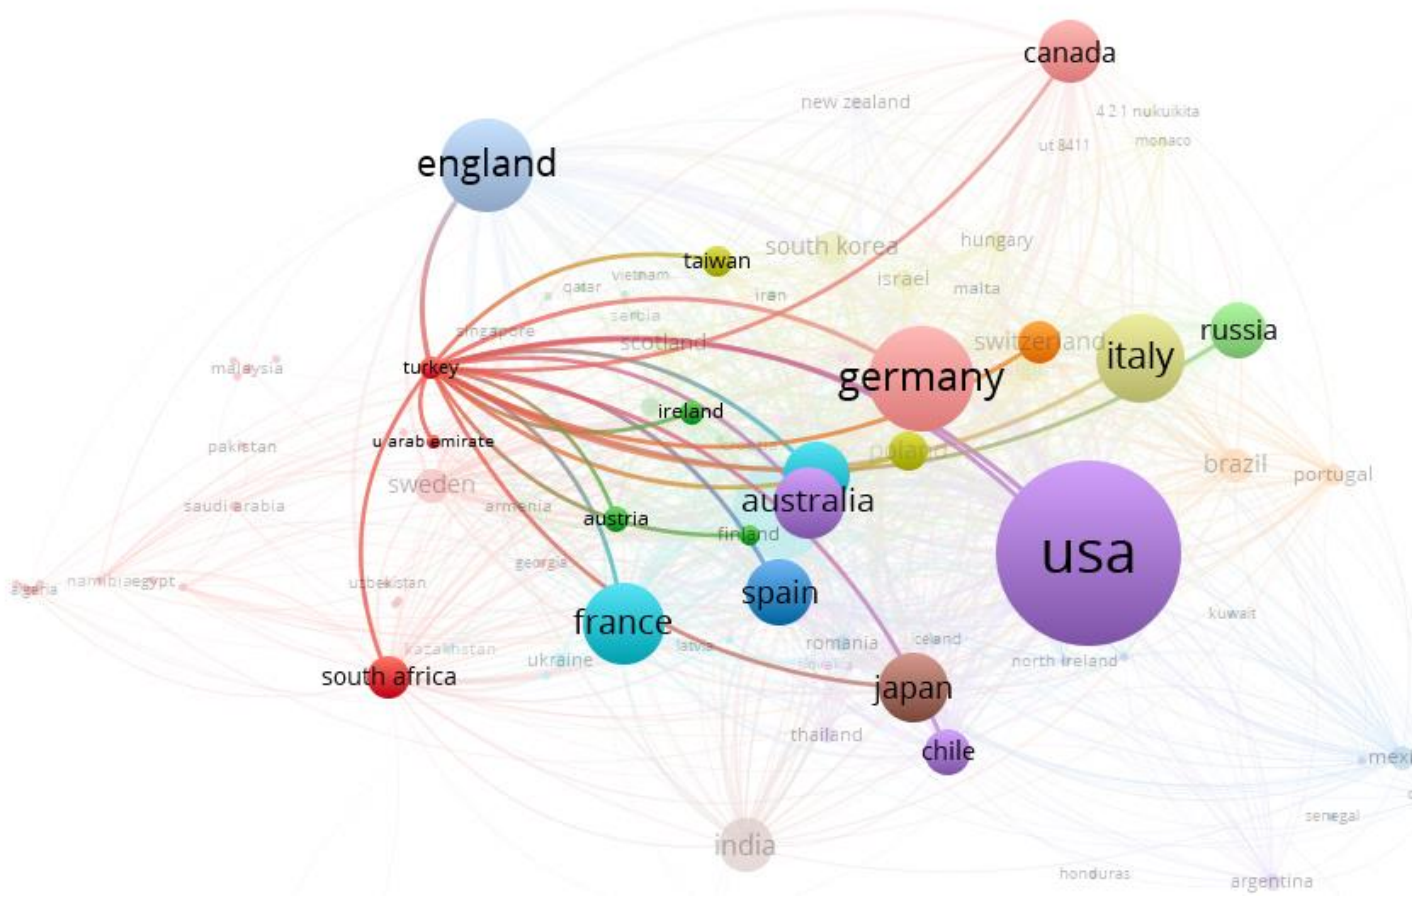 canada
new zealand
4 2 1 nukuikita
monaco
ut 8411
england
south korea
hungary
taiwan
israel
vietnam
qatar
malta
iran
serbia
singapore
russia
scotland
switzerland
italy
malaysia
turkey
germany
ireland
u arab emirate
pakistan
poland
brazil
portugal
sweden
australia
saudi arabia
armenia
austria
finland
usa
georgia
namibia
egypt
uzbekistan
spain
kuwait
france
romania
iceland
latvia
kazakhstan
ukraine
slovakia
north ireland
south africa
japan
thailand
chile
mexi
senegal
india
honduras
argentina